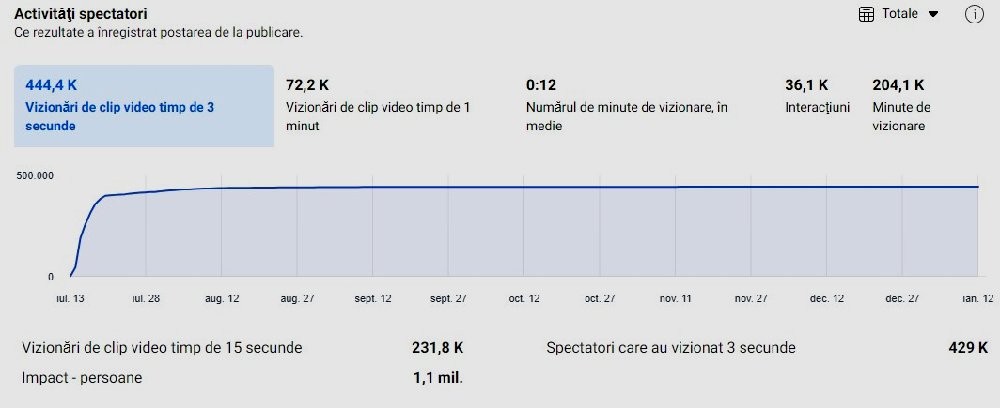 Activități spectatori
Totale
Ce rezultate a înregistrat postarea de la publicare.
444,4 K
Vizionări de clip video timp de 3
secunde
72,2 K
Vizionări de clip video timp de 1
minut
0:12
Numărul de minute de vizionare, în
medie
36,1 K
Interacțiuni
204,1 K
Minute de
vizionare
500.000
0
iul. 13 iul. 28 aug. 12 aug. 27 sept. 12 sept. 27 oct. 12 oct. 27 nov. 11 nov. 27 dec. 12 dec. 27 ian. 12
Vizionări de clip video timp de 15 secunde 231,8 K
Spectatori care au vizionat 3 secunde 429 K
Impact - persoane 1,1 mil.